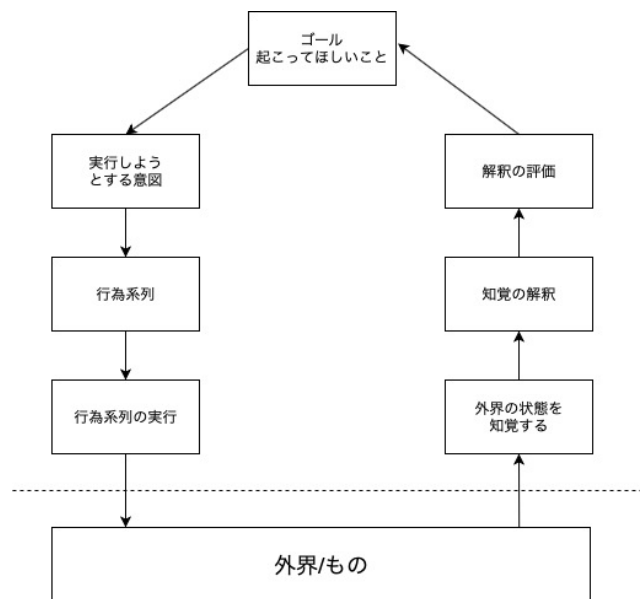 ゴール
起こってほしいこと
実行しよう
とする意図
解釈の評価
行為系列
知覚の解釈
行為系列の実行
外界の状態を
知覚する
外界/もの